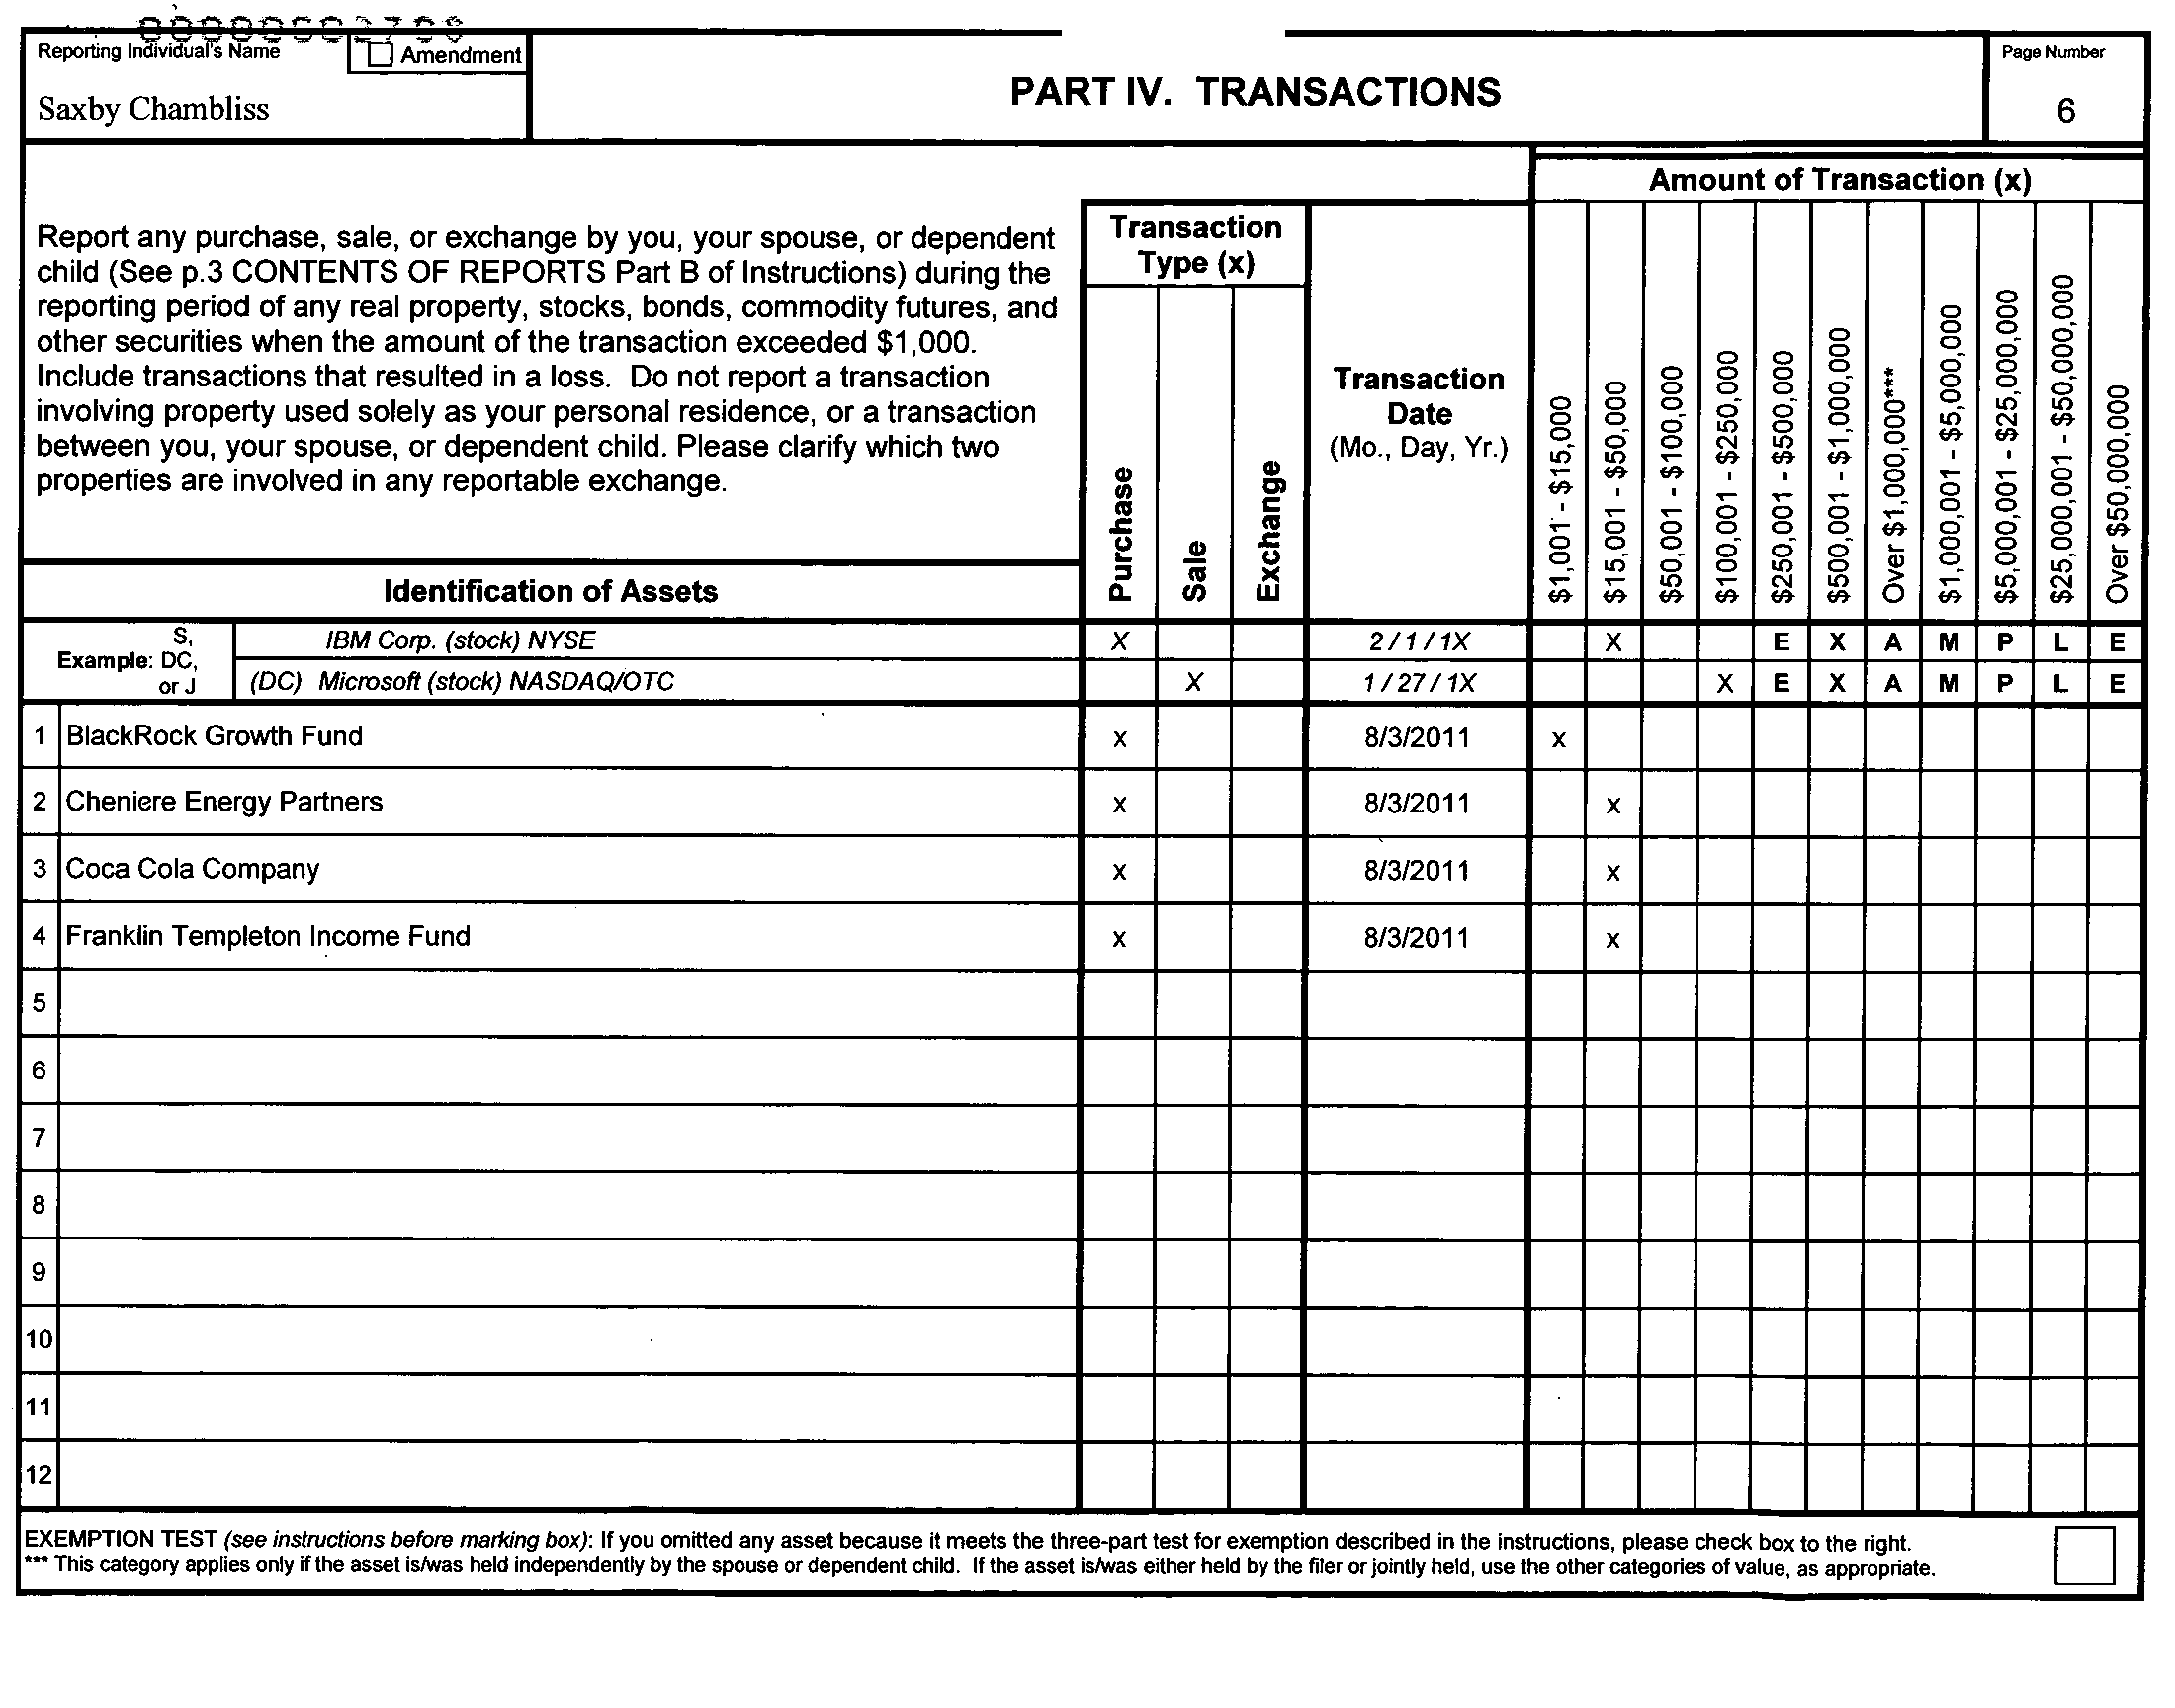 Reporting Individual's Name
Amendment
Saxby Chambliss
PART IV. TRANSACTIONS
Page Number
6
Amount of Transaction (x)
Report any purchase, sale, or exchange by you, your spouse, or dependent
child (See p.3 CONTENTS OF REPORTS Part B of Instructions) during the
reporting period of any real property, stocks, bonds, commodity futures, and
other securities when the amount of the transaction exceeded $1,000.
Include transactions that resulted in a loss. Do not report a transaction
involving property used solely as your personal residence, or a transaction
between you, your spouse, or dependent child. Please clarify which two
properties are involved in any reportable exchange.
Transaction
Type (x)
Purchase
Sale
Exchange
Transaction
Date
(Mo., Day, Yr.)
$1,001 - $15,000
$15,001 - $50,000
$50,001 - $100,000
$100,001 - $250,000
$250,001 - $500,000
$500,001 - $1,000,000
Over $1,000,000***
$1,000,001 - $5,000,000
$5,000,001 - $25,000,000
$25,000,001 - $50,000,000
Over $50,000,000
Identification of Assets
Example: S, DC, or J
IBM Corp. (stock) NYSE X 2 / 1 / 1X X E X A M P L E
(DC) Microsoft (stock) NASDAQ/OTC X 1 / 27 / 1X X E X A M P L E
1 BlackRock Growth Fund x 8/3/2011 x
2 Cheniere Energy Partners x 8/3/2011 x
3 Coca Cola Company x 8/3/2011 x
4 Franklin Templeton Income Fund x 8/3/2011 x
5
6
7
8
9
10
11
12
EXEMPTION TEST (see instructions before marking box): If you omitted any asset because it meets the three-part test for exemption described in the instructions, please check box to the right.
*** This category applies only if the asset is/was held independently by the spouse or dependent child. If the asset is/was either held by the filer or jointly held, use the other categories of value, as appropriate.